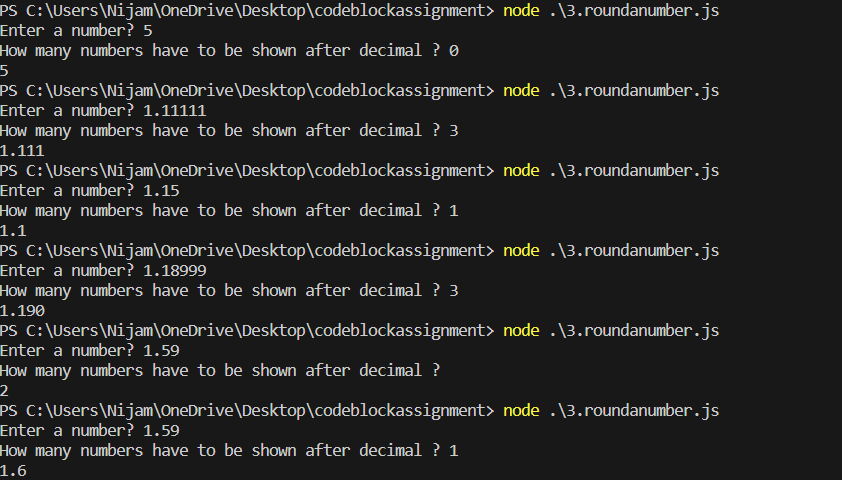 PS C:\Users\Nijam\OneDrive\Desktop\codeblockassignment> node .\3.roundanumber.js
Enter a number? 5
How many numbers have to be shown after decimal ? 0
5
PS C:\Users\Nijam\OneDrive\Desktop\codeblockassignment> node .\3.roundanumber.js
Enter a number? 1.11111
How many numbers have to be shown after decimal ? 3
1.111
PS C:\Users\Nijam\OneDrive\Desktop\codeblockassignment> node .\3.roundanumber.js
Enter a number? 1.15
How many numbers have to be shown after decimal ? 1
1.1
PS C:\Users\Nijam\OneDrive\Desktop\codeblockassignment> node .\3.roundanumber.js
Enter a number? 1.18999
How many numbers have to be shown after decimal ? 3
1.190
PS C:\Users\Nijam\OneDrive\Desktop\codeblockassignment> node .\3.roundanumber.js
Enter a number? 1.59
How many numbers have to be shown after decimal ?
2
PS C:\Users\Nijam\OneDrive\Desktop\codeblockassignment> node .\3.roundanumber.js
Enter a number? 1.59
How many numbers have to be shown after decimal ? 1
1.6